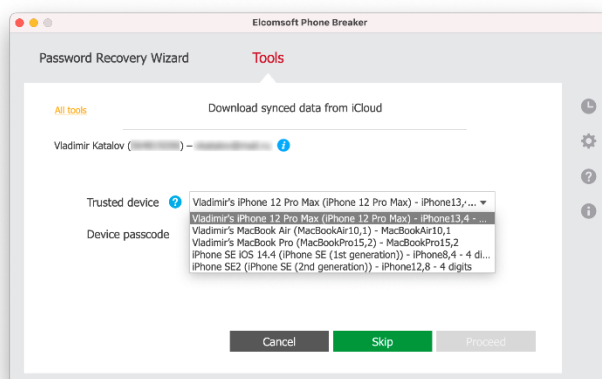 Elcomsoft Phone Breaker
Password Recovery Wizard
Tools
All tools
Download synced data from iCloud
Vladimir Katalov ( ) –
Trusted device
Vladimir's iPhone 12 Pro Max (iPhone 12 Pro Max) - iPhone13,-...
Vladimir's iPhone 12 Pro Max (iPhone 12 Pro Max) - iPhone13,4 - ...
Device passcode
Vladimir's MacBook Air (MacBookAir10,1) - MacBookAir10,1
Vladimir's MacBook Pro (MacBookPro15,2) - MacBookPro15,2
iPhone SE iOS 14.4 (iPhone SE (1st generation)) - iPhone8,4 - 4 di...
iPhone SE2 (iPhone SE (2nd generation)) - iPhone12,8 - 4 digits
Cancel
Skip
Proceed